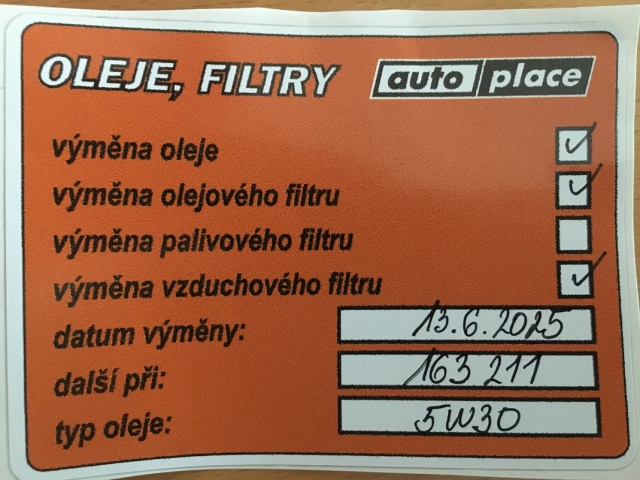 OLEJE, FILTRY auto place
výměna oleje
výměna olejového filtru
výměna palivového filtru
výměna vzduchového filtru
datum výměny: 13.6.2025
další při: 163 211
typ oleje: 5W30